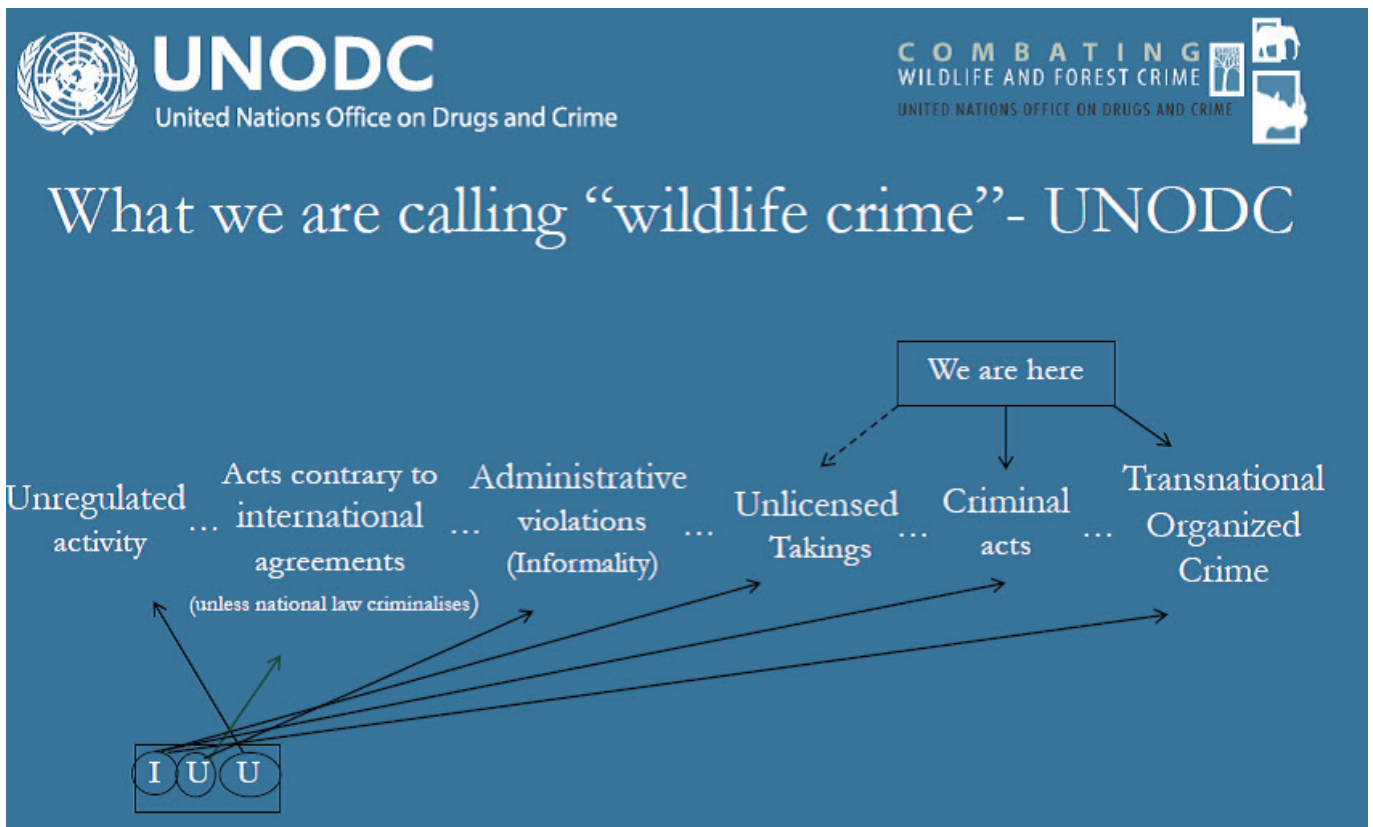 UNODC
United Nations Office on Drugs and Crime
COMBATING
WILDLIFE AND FOREST CRIME
UNITED NATIONS OFFICE ON DRUGS AND CRIME
What we are calling “wildlife crime”- UNODC
We are here
Unregulated
activity
...
Acts contrary to
international
agreements
(unless national law criminalises)
...
Administrative
violations
(Informality)
...
Unlicensed
Takings
...
Criminal
acts
...
Transnational
Organized
Crime
I U U